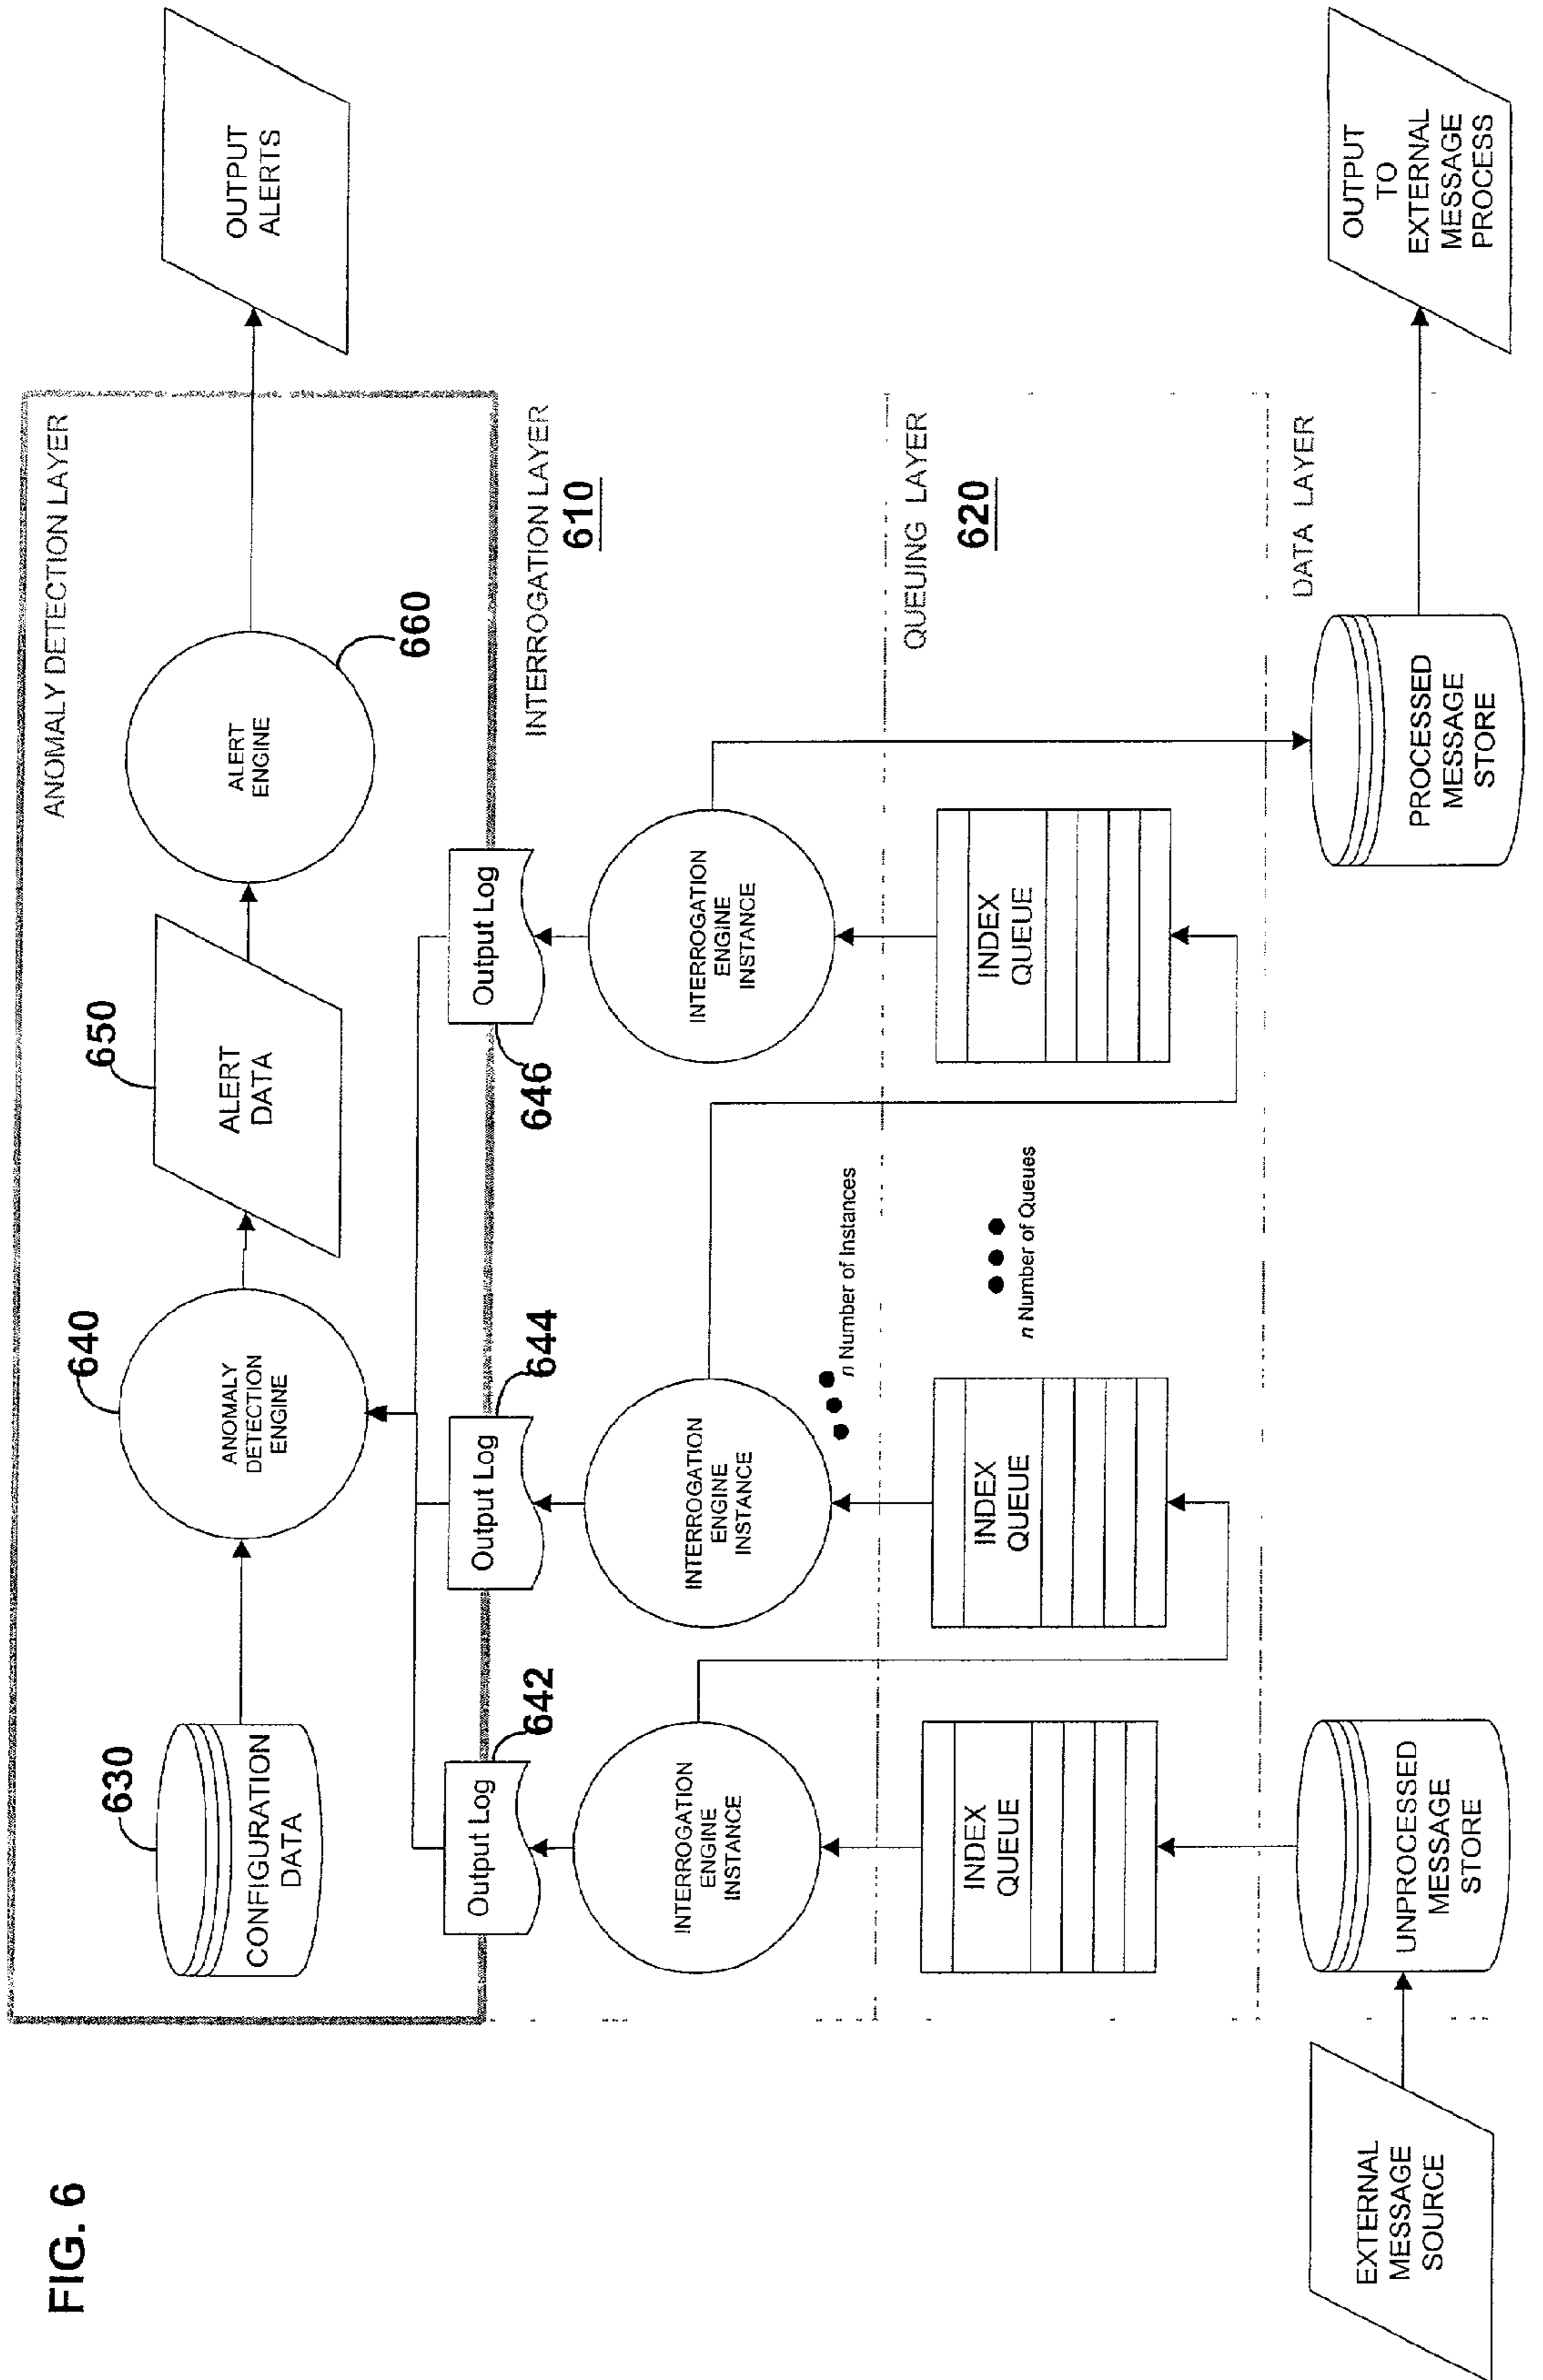 FIG. 6
ANOMALY DETECTION LAYER
630
CONFIGURATION
DATA
640
ANOMALY
DETECTION
ENGINE
650
ALERT
DATA
ALERT
ENGINE
660
OUTPUT
ALERTS
Output Log
642
Output Log
644
Output Log
646
INTERROGATION LAYER
610
INTERROGATION
ENGINE
INSTANCE
INTERROGATION
ENGINE
INSTANCE
n Number of Instances
INTERROGATION
ENGINE
INSTANCE
QUEUING LAYER
620
INDEX
QUEUE
INDEX
QUEUE
n Number of Queues
INDEX
QUEUE
DATA LAYER
EXTERNAL
MESSAGE
SOURCE
UNPROCESSED
MESSAGE
STORE
PROCESSED
MESSAGE
STORE
OUTPUT
TO
EXTERNAL
MESSAGE
PROCESS